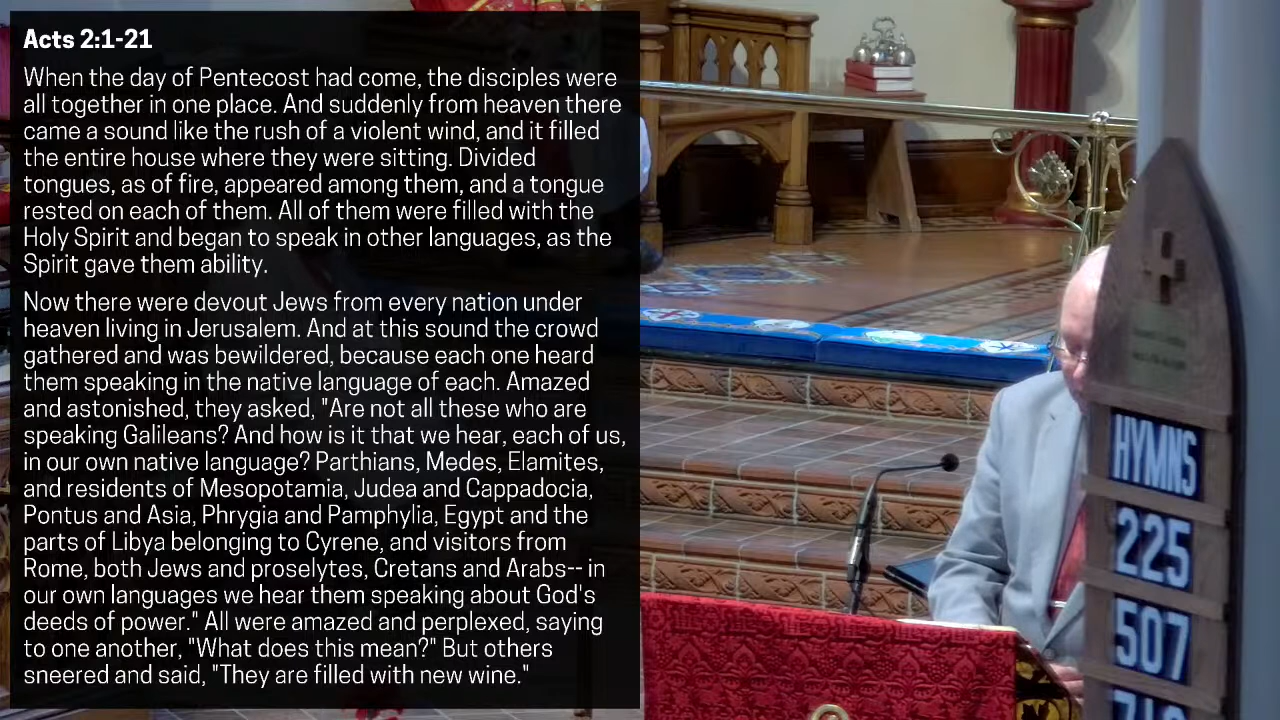 Acts 2:1-21
When the day of Pentecost had come, the disciples were
all together in one place. And suddenly from heaven there
came a sound like the rush of a violent wind, and it filled
the entire house where they were sitting. Divided
tongues, as of fire, appeared among them, and a tongue
rested on each of them. All of them were filled with the
Holy Spirit and began to speak in other languages, as the
Spirit gave them ability.
Now there were devout Jews from every nation under
heaven living in Jerusalem. And at this sound the crowd
gathered and was bewildered, because each one heard
them speaking in the native language of each. Amazed
and astonished, they asked, "Are not all these who are
speaking Galileans? And how is it that we hear, each of us,
in our own native language? Parthians, Medes, Elamites,
and residents of Mesopotamia, Judea and Cappadocia,
Pontus and Asia, Phrygia and Pamphylia, Egypt and the
parts of Libya belonging to Cyrene, and visitors from
Rome, both Jews and proselytes, Cretans and Arabs-- in
our own languages we hear them speaking about God's
deeds of power." All were amazed and perplexed, saying
to one another, "What does this mean?" But others
sneered and said, "They are filled with new wine."
HYMNS
225
507